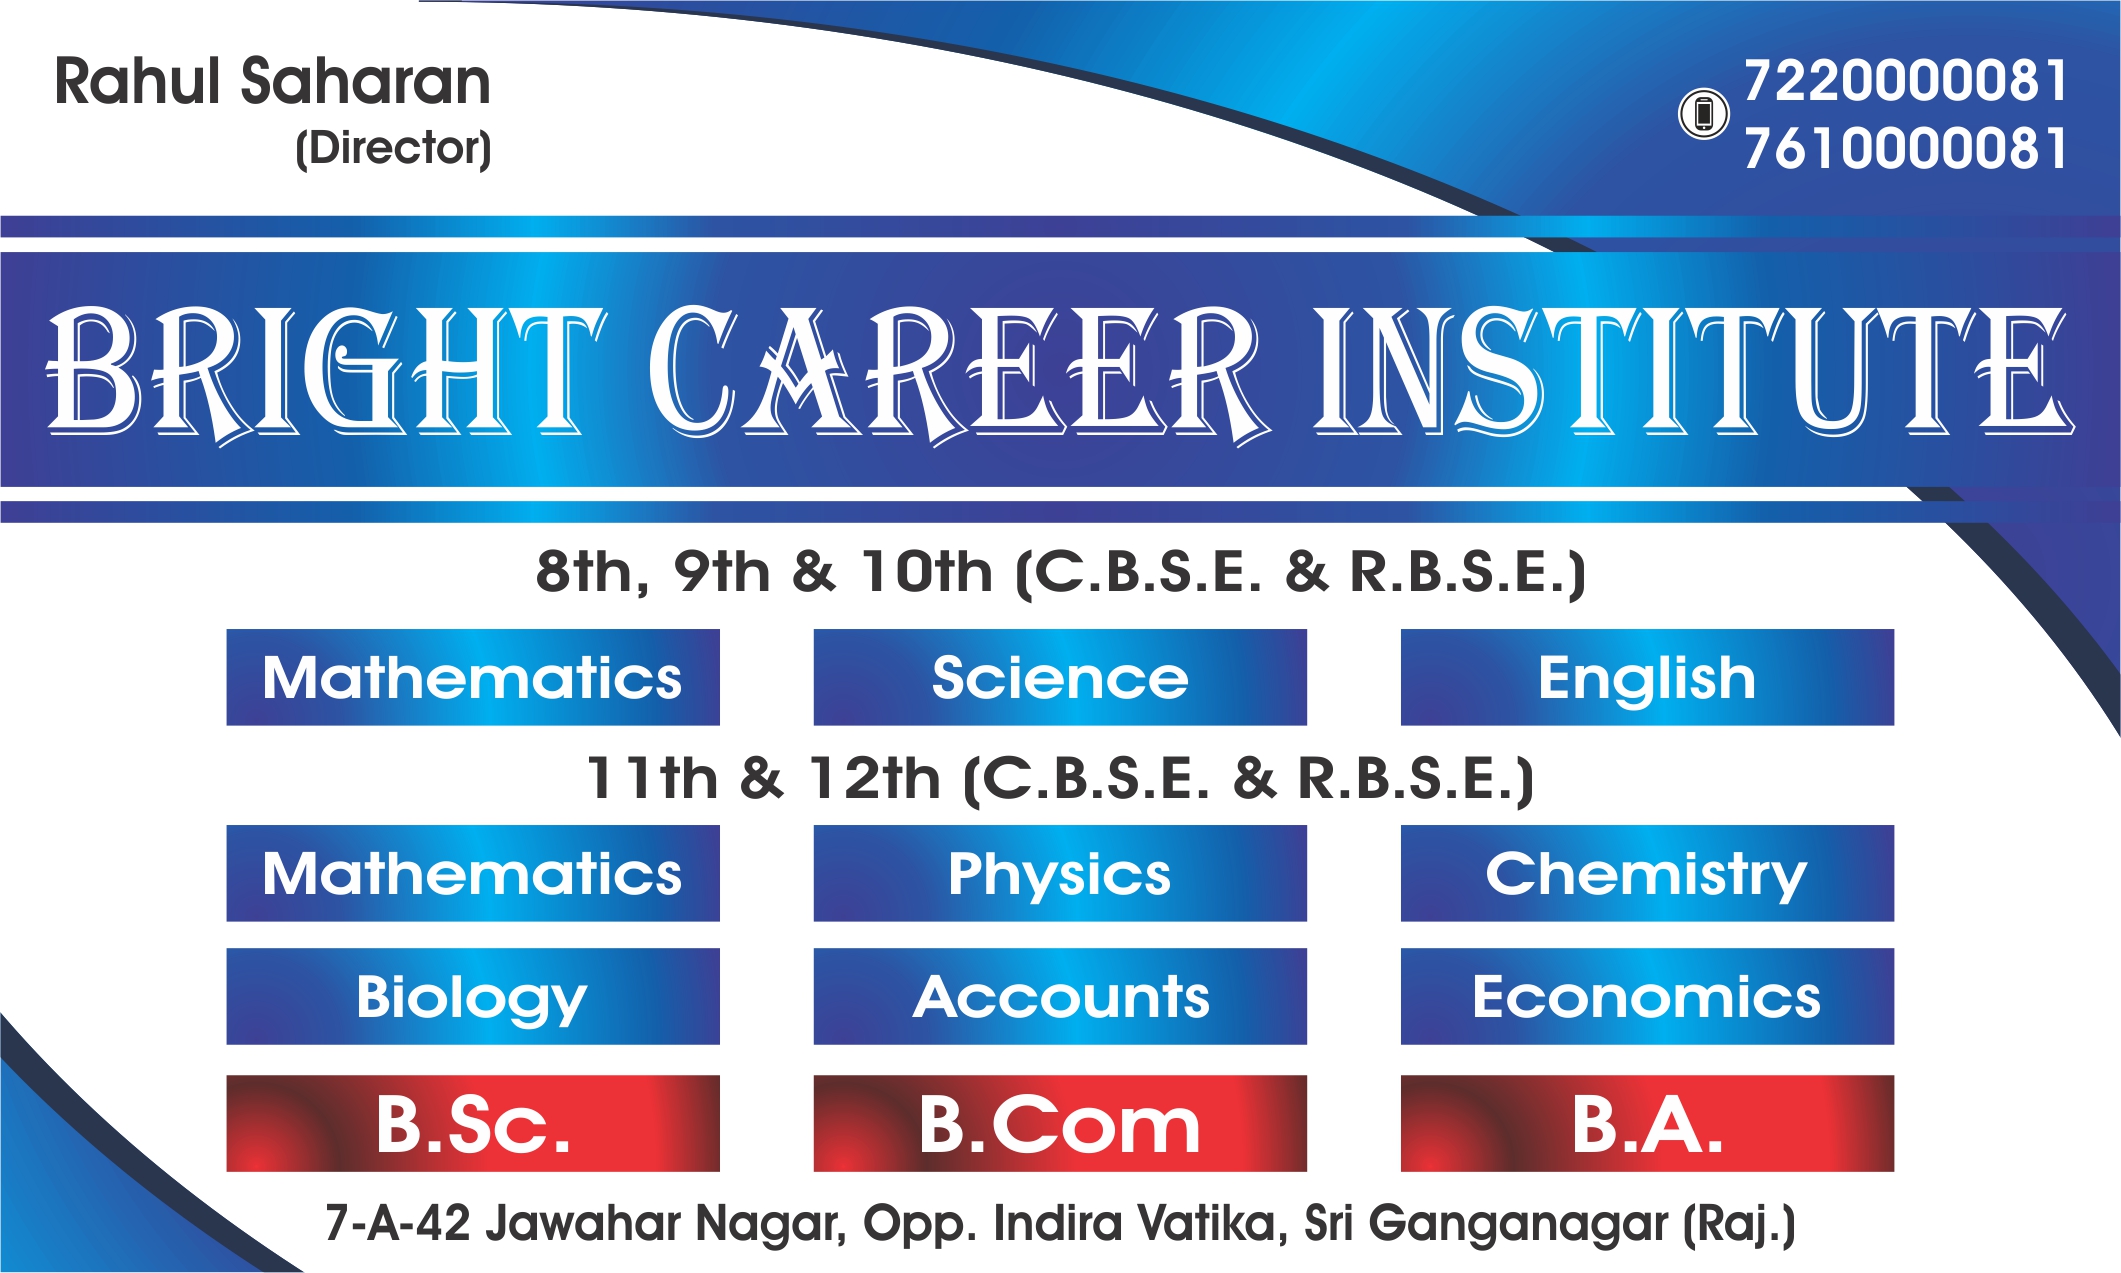 Rahul Saharan
(Director)
7220000081
7610000081
BRIGHT CAREER INSTITUTE
8th, 9th & 10th (C.B.S.E. & R.B.S.E.)
Mathematics Science English
11th & 12th (C.B.S.E. & R.B.S.E.)
Mathematics Physics Chemistry
Biology Accounts Economics
B.Sc. B.Com B.A.
7-A-42 Jawahar Nagar, Opp. Indira Vatika, Sri Ganganagar (Raj.)